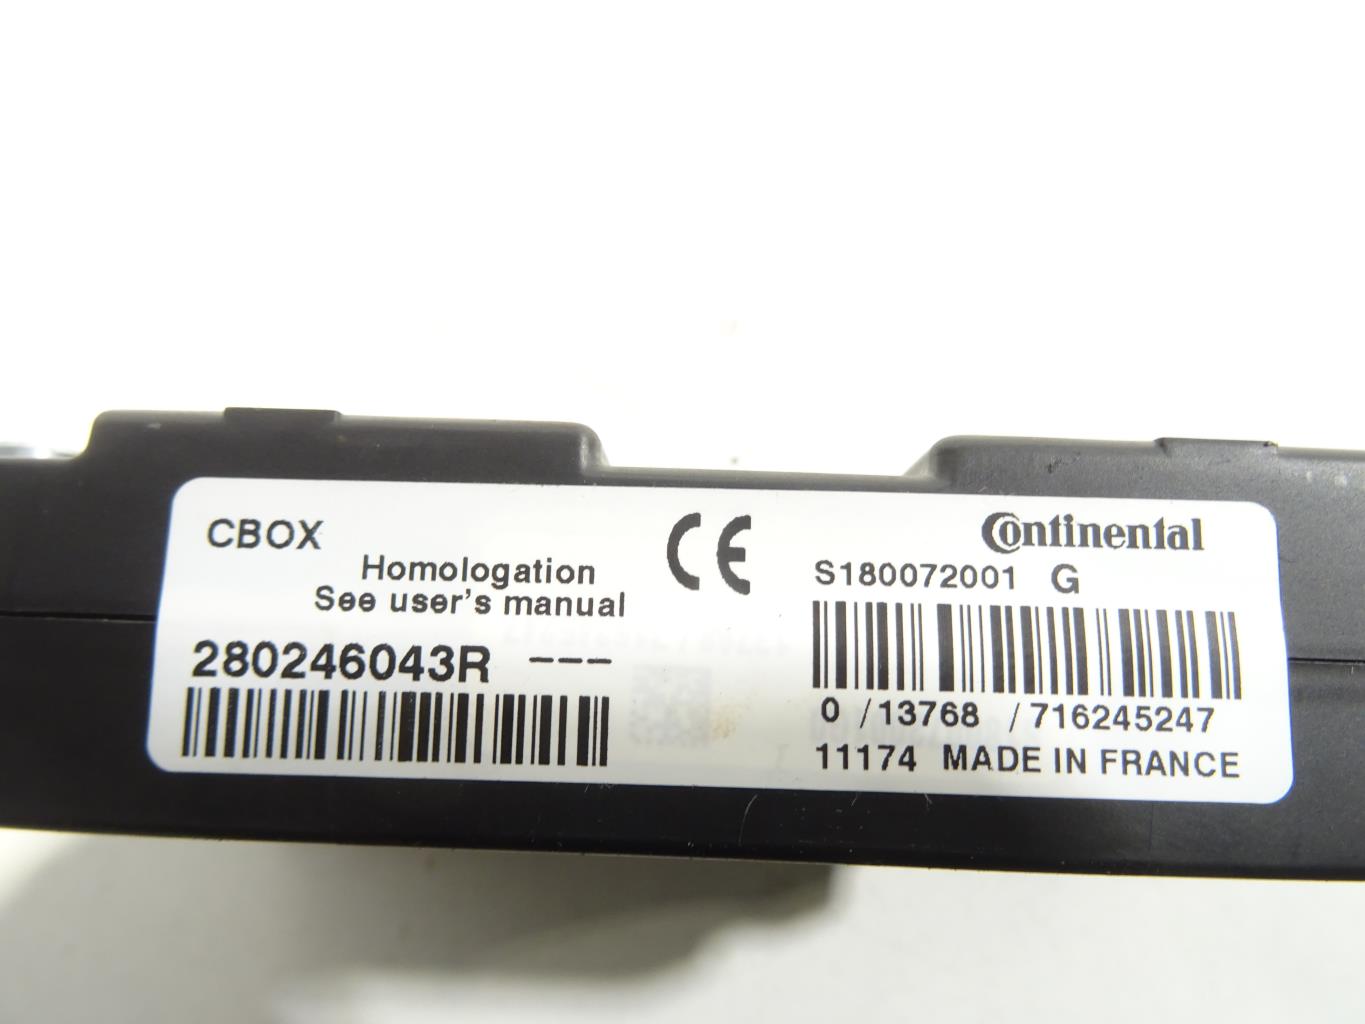 CBOX
Homologation
See user's manual
280246043R ---
CE
Continental
S180072001 G
0 /13768 /716245247
11174 MADE IN FRANCE